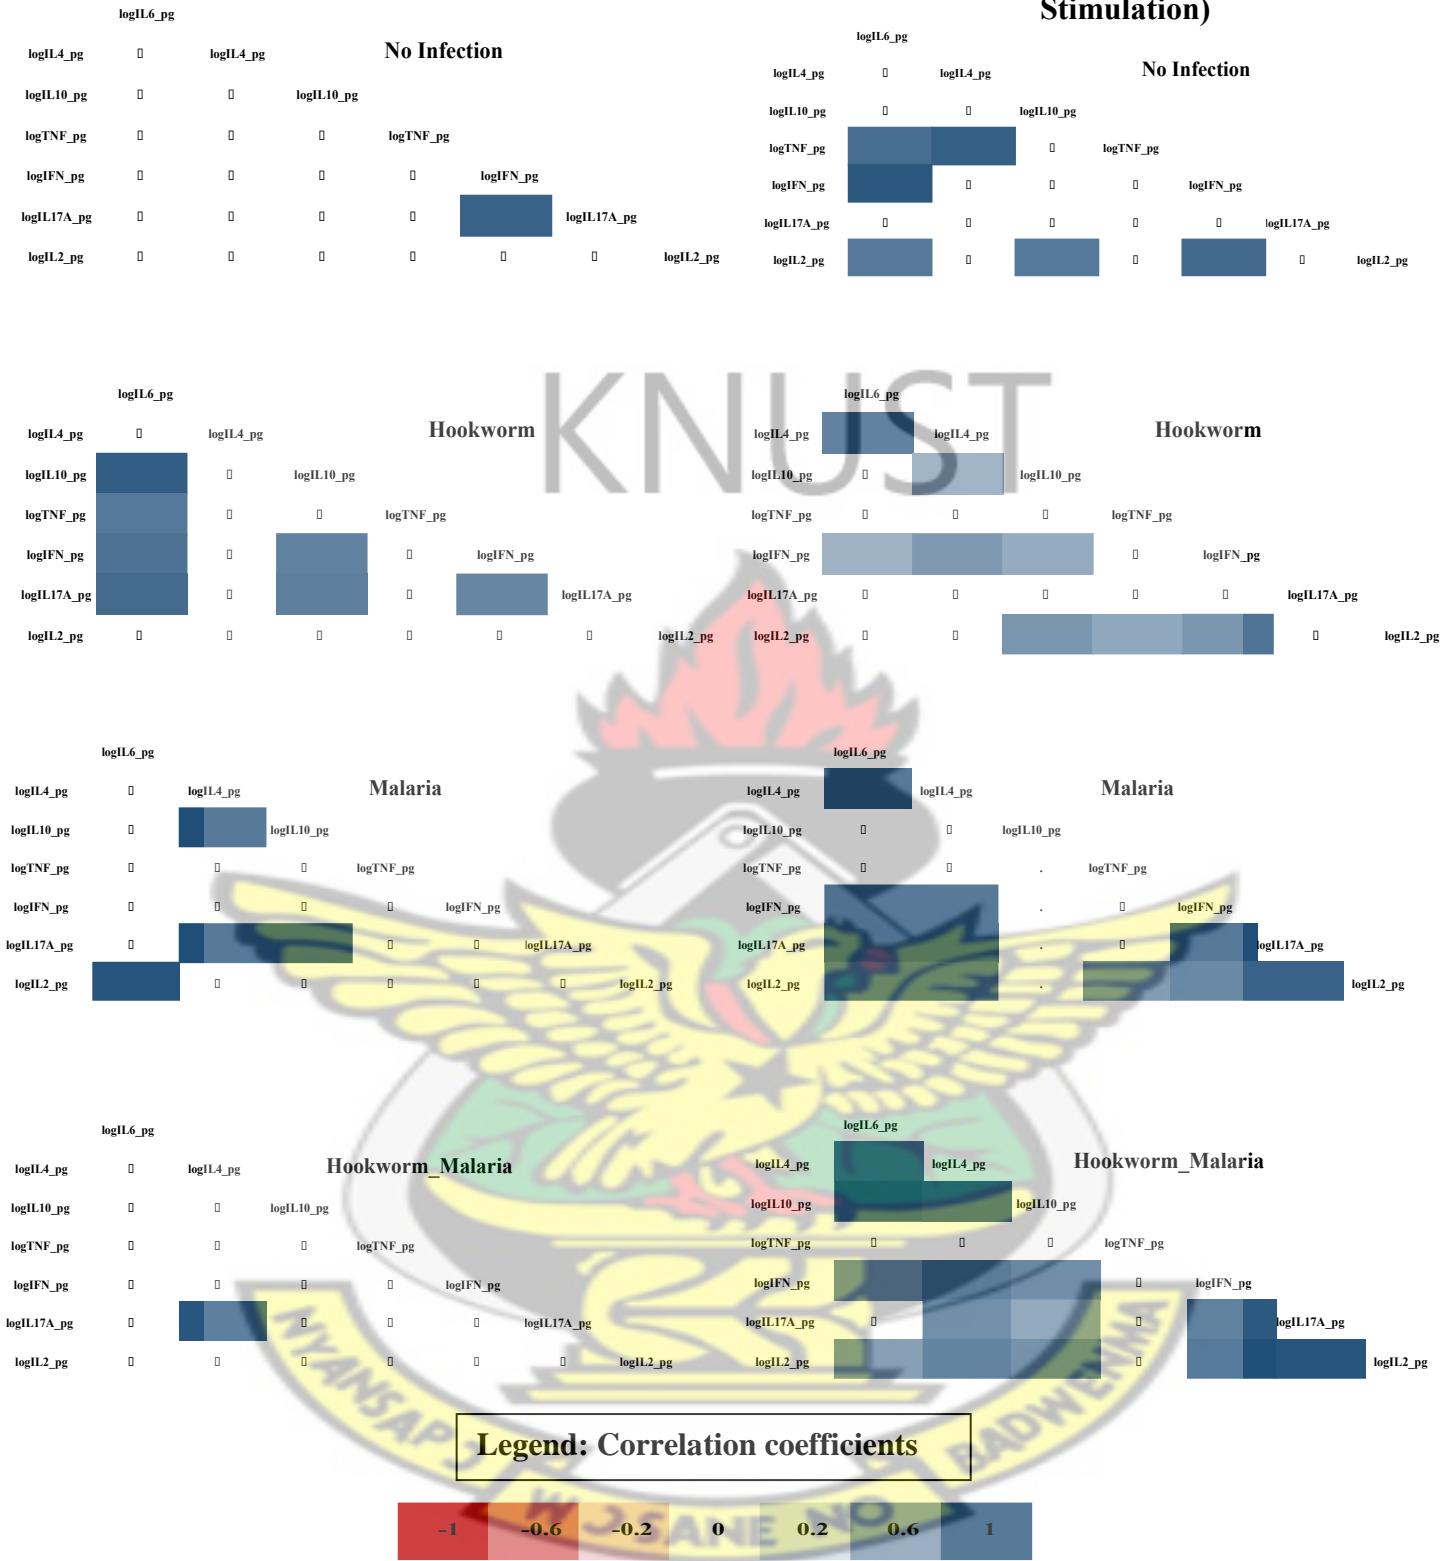 Stimulation)
logIL6_pg
logIL4_pg logIL4_pg No Infection
logIL10_pg logIL10_pg
logTNF_pg logTNF_pg
logIFN_pg logIFN_pg
logIL17A_pg logIL17A_pg
logIL2_pg logIL2_pg
logIL6_pg
logIL4_pg logIL4_pg No Infection
logIL10_pg logIL10_pg
logTNF_pg logTNF_pg
logIFN_pg logIFN_pg
logIL17A_pg logIL17A_pg
logIL2_pg logIL2_pg
KNUST
logIL6_pg
logIL4_pg logIL4_pg Hookworm
logIL10_pg logIL10_pg
logTNF_pg logTNF_pg
logIFN_pg logIFN_pg
logIL17A_pg logIL17A_pg
logIL2_pg logIL2_pg
logIL6_pg
logIL4_pg logIL4_pg Hookworm
logIL10_pg logIL10_pg
logTNF_pg logTNF_pg
logIFN_pg logIFN_pg
logIL17A_pg logIL17A_pg
logIL2_pg logIL2_pg
logIL6_pg
logIL4_pg logIL4_pg Malaria
logIL10_pg logIL10_pg
logTNF_pg logTNF_pg
logIFN_pg logIFN_pg
logIL17A_pg logIL17A_pg
logIL2_pg logIL2_pg
logIL6_pg
logIL4_pg logIL4_pg Malaria
logIL10_pg logIL10_pg
logTNF_pg logTNF_pg
logIFN_pg logIFN_pg
logIL17A_pg logIL17A_pg
logIL2_pg logIL2_pg
logIL6_pg
logIL4_pg logIL4_pg Hookworm_Malaria
logIL10_pg logIL10_pg
logTNF_pg logTNF_pg
logIFN_pg logIFN_pg
logIL17A_pg logIL17A_pg
logIL2_pg logIL2_pg
logIL6_pg
logIL4_pg logIL4_pg Hookworm_Malaria
logIL10_pg logIL10_pg
logTNF_pg logTNF_pg
logIFN_pg logIFN_pg
logIL17A_pg logIL17A_pg
logIL2_pg logIL2_pg
NYANSAPƆ WƆSANE NO BADWENMA
Legend: Correlation coefficients
-1 -0.6 -0.2 0 0.2 0.6 1